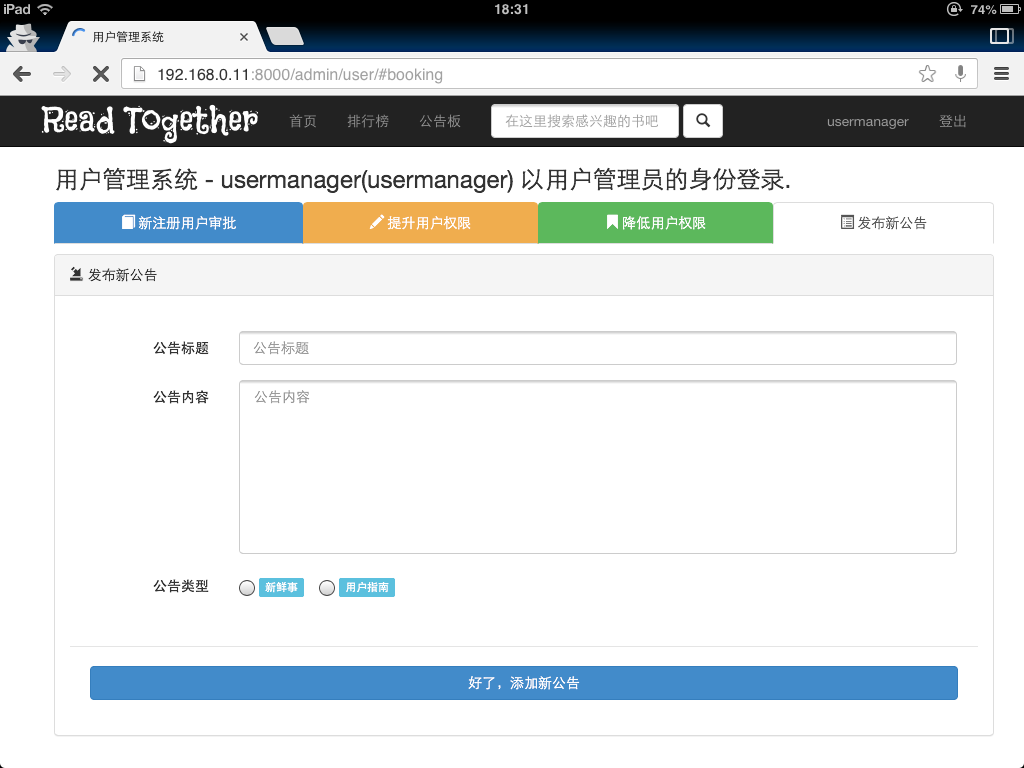 iPad 18:31 74%
用户管理系统
192.168.0.11:8000/admin/user/#booking
Read Together 首页 排行榜 公告板 在这里搜索感兴趣的书吧 usermanager 登出
用户管理系统 - usermanager(usermanager) 以用户管理员的身份登录.
新注册用户审批 提升用户权限 降低用户权限 发布新公告
发布新公告
公告标题 公告标题
公告内容 公告内容
公告类型 新鲜事 用户指南
好了，添加新公告